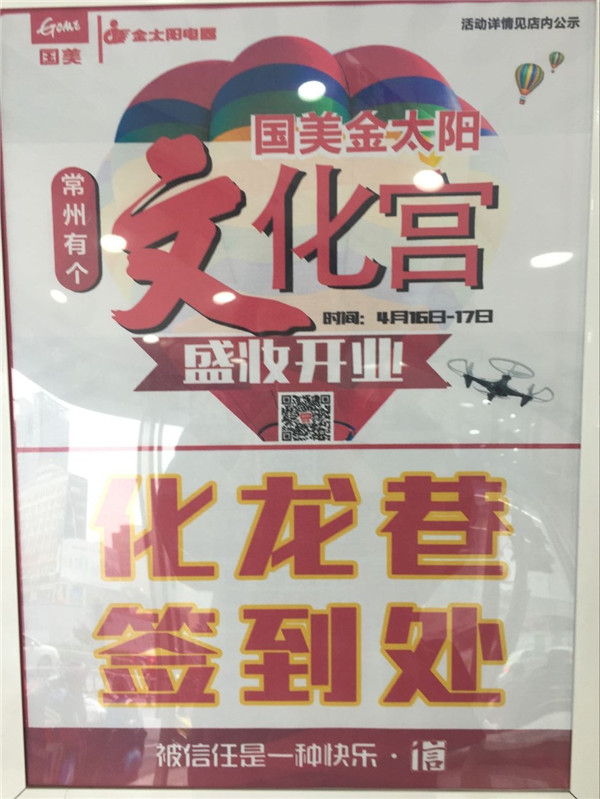 GOME
国美
金太阳电器
活动详情见店内公示
国美金太阳
常州有个
文化宫
时间：4月16日-17日
盛妆开业
化龙巷
签到处
被信任是一种快乐·信